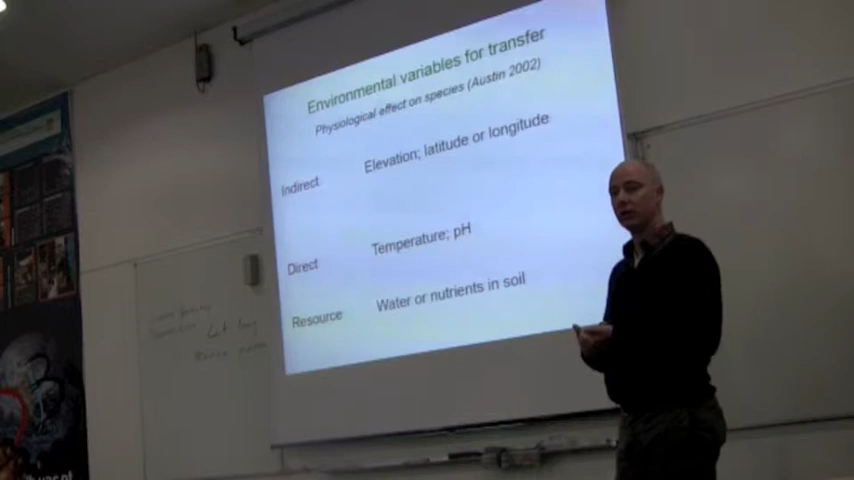 Environmental variables for transfer
Physiological effect on species (Austin 2002)
Indirect
Elevation; latitude or longitude
Direct
Temperature; pH
Resource
Water or nutrients in soil